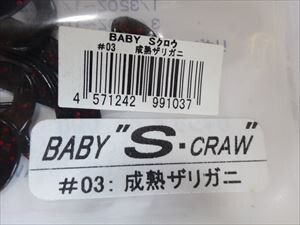 BABY Sクロウ
#03 成熟ザリガニ
4 571242 991037
BABY "S-CRAW"
#03: 成熟ザリガニ